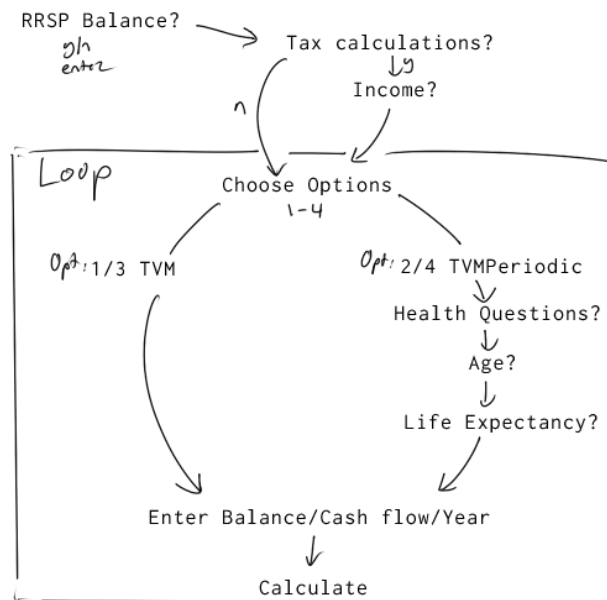 RRSP Balance?
y/n
enter
Tax calculations?
y
Income?
n
Loop
Choose Options
1-4
Opt: 1/3 TVM
Opt: 2/4 TVMPeriodic
Health Questions?
Age?
Life Expectancy?
Enter Balance/Cash flow/Year
Calculate